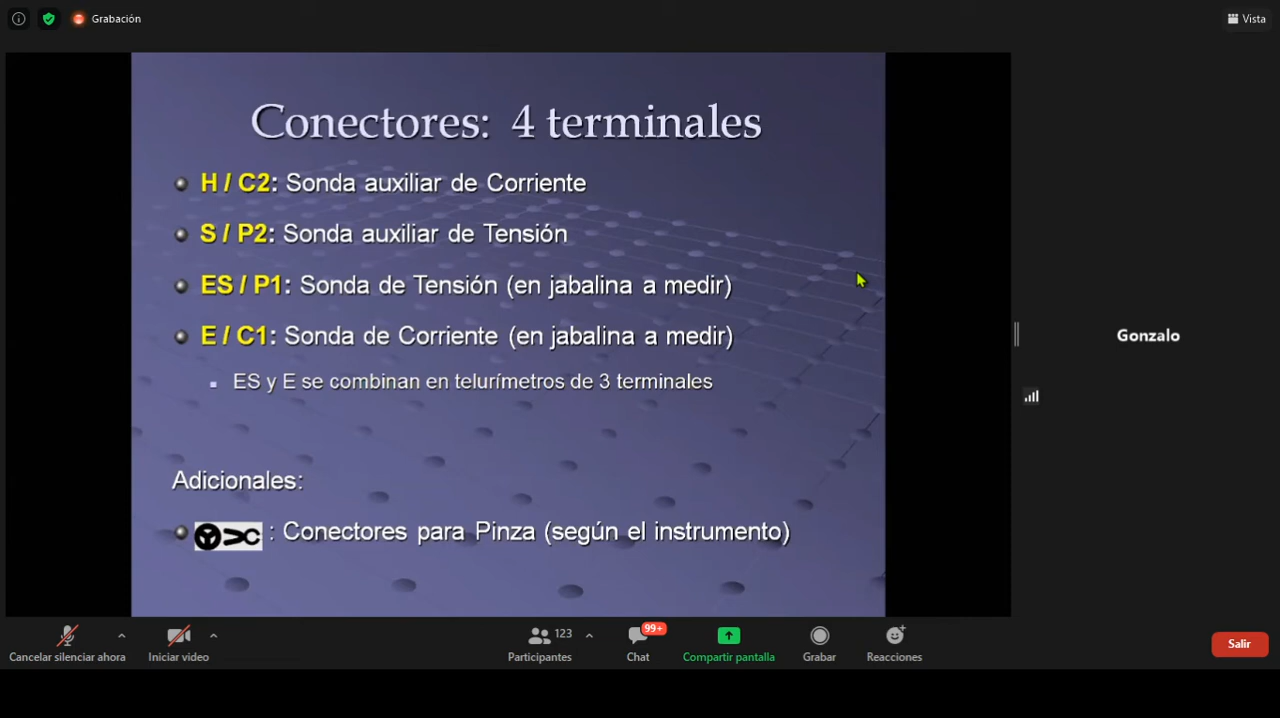 Grabación
Vista
Conectores: 4 terminales
H / C2: Sonda auxiliar de Corriente
S / P2: Sonda auxiliar de Tensión
ES / P1: Sonda de Tensión (en jabalina a medir)
E / C1: Sonda de Corriente (en jabalina a medir)
ES y E se combinan en telurímetros de 3 terminales
Adicionales:
: Conectores para Pinza (según el instrumento)
Gonzalo
Cancelar silenciar ahora
Iniciar video
123
Participantes
99+
Chat
Compartir pantalla
Grabar
Reacciones
Salir